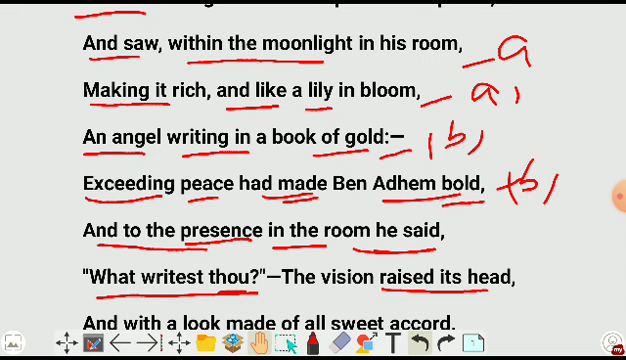 And saw, within the moonlight in his room, – a
Making it rich, and like a lily in bloom, – a,
An angel writing in a book of gold:— – (b)
Exceeding peace had made Ben Adhem bold, (b)
And to the presence in the room he said,
"What writest thou?"—The vision raised its head,
And with a look made of all sweet accord,